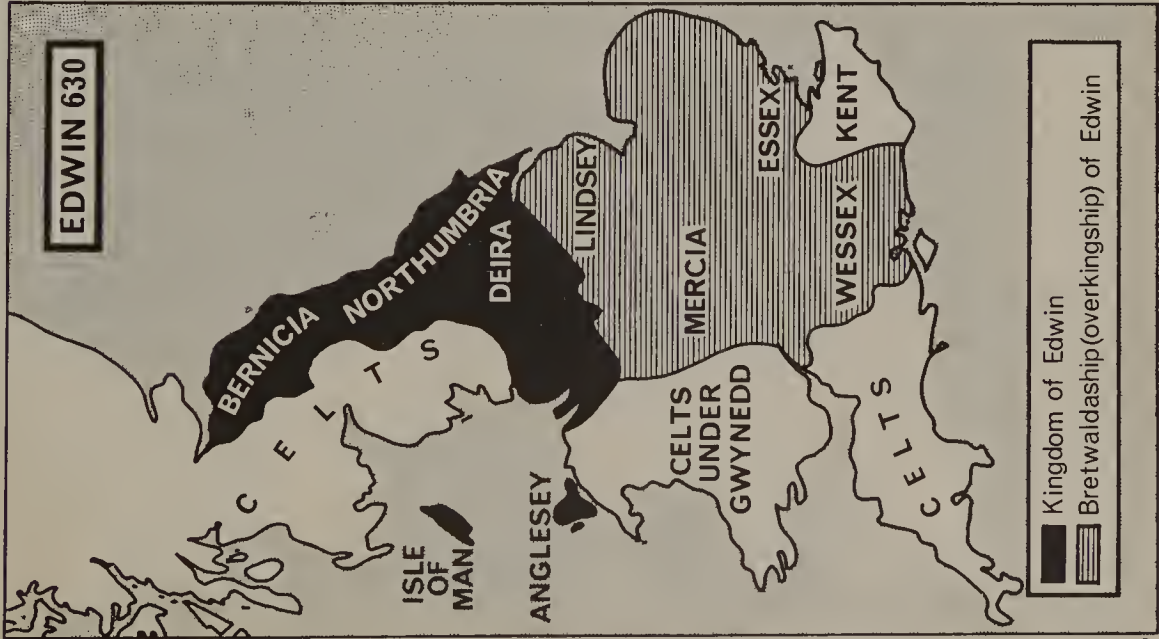 EDWIN 630
BERNICIA
NORTHUMBRIA
DEIRA
CELTS
ISLE
OF
MAN
ANGLESEY
LINDSEY
MERCIA
CELTS
UNDER
GWYNEDD
ESSEX
KENT
WESSEX
CELTS
Kingdom of Edwin
Bretwaldaship (overkingship) of Edwin